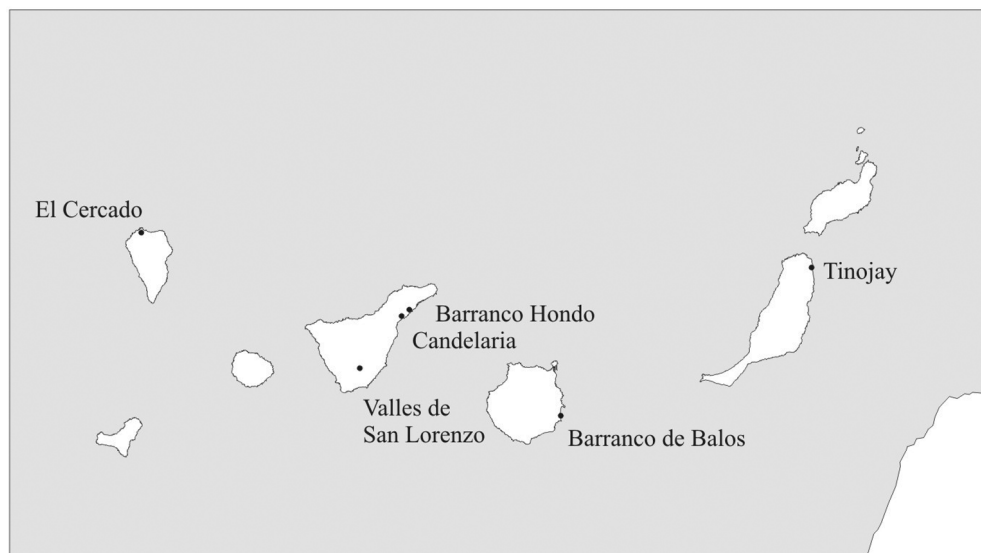 El Cercado
Tinojay
Barranco Hondo
Candelaria
Valles de
San Lorenzo
Barranco de Balos